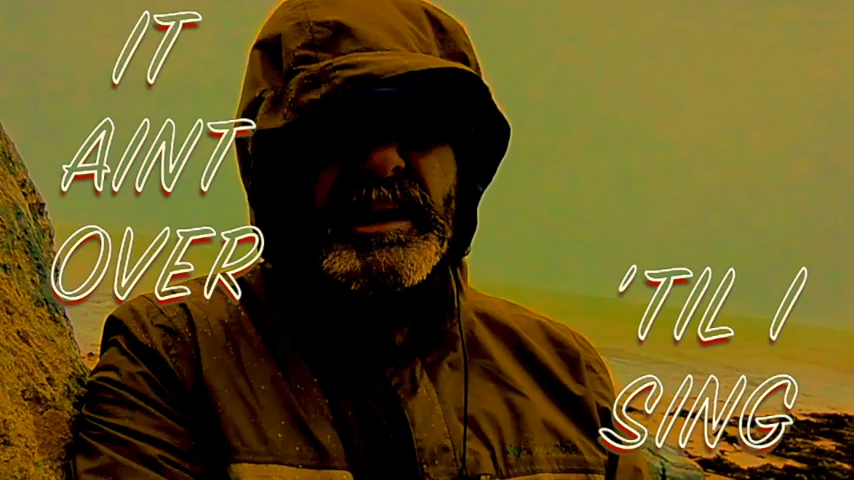 IT
AINT
OVER
'TIL I
SING